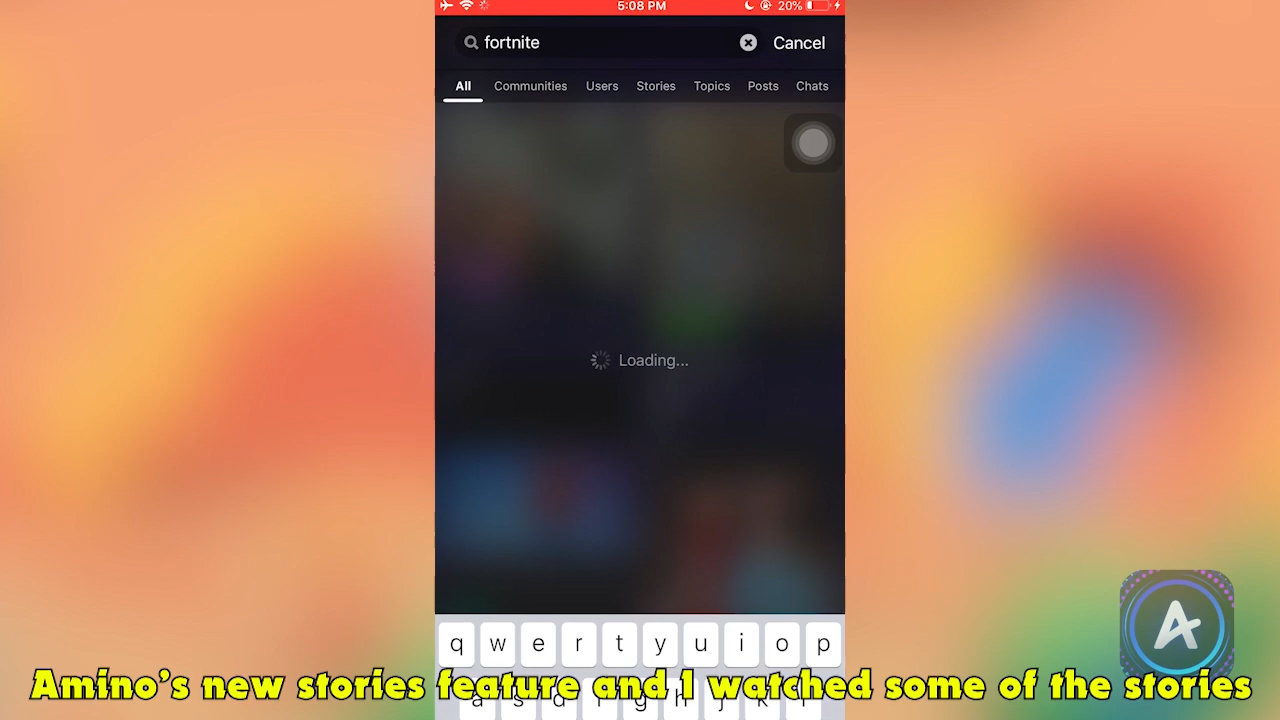 5:08 PM 20%
fortnite Cancel
All Communities Users Stories Topics Posts Chats
Loading...
q w e r t y u i o p
Amino's new stories feature and I watched some of the stories
A